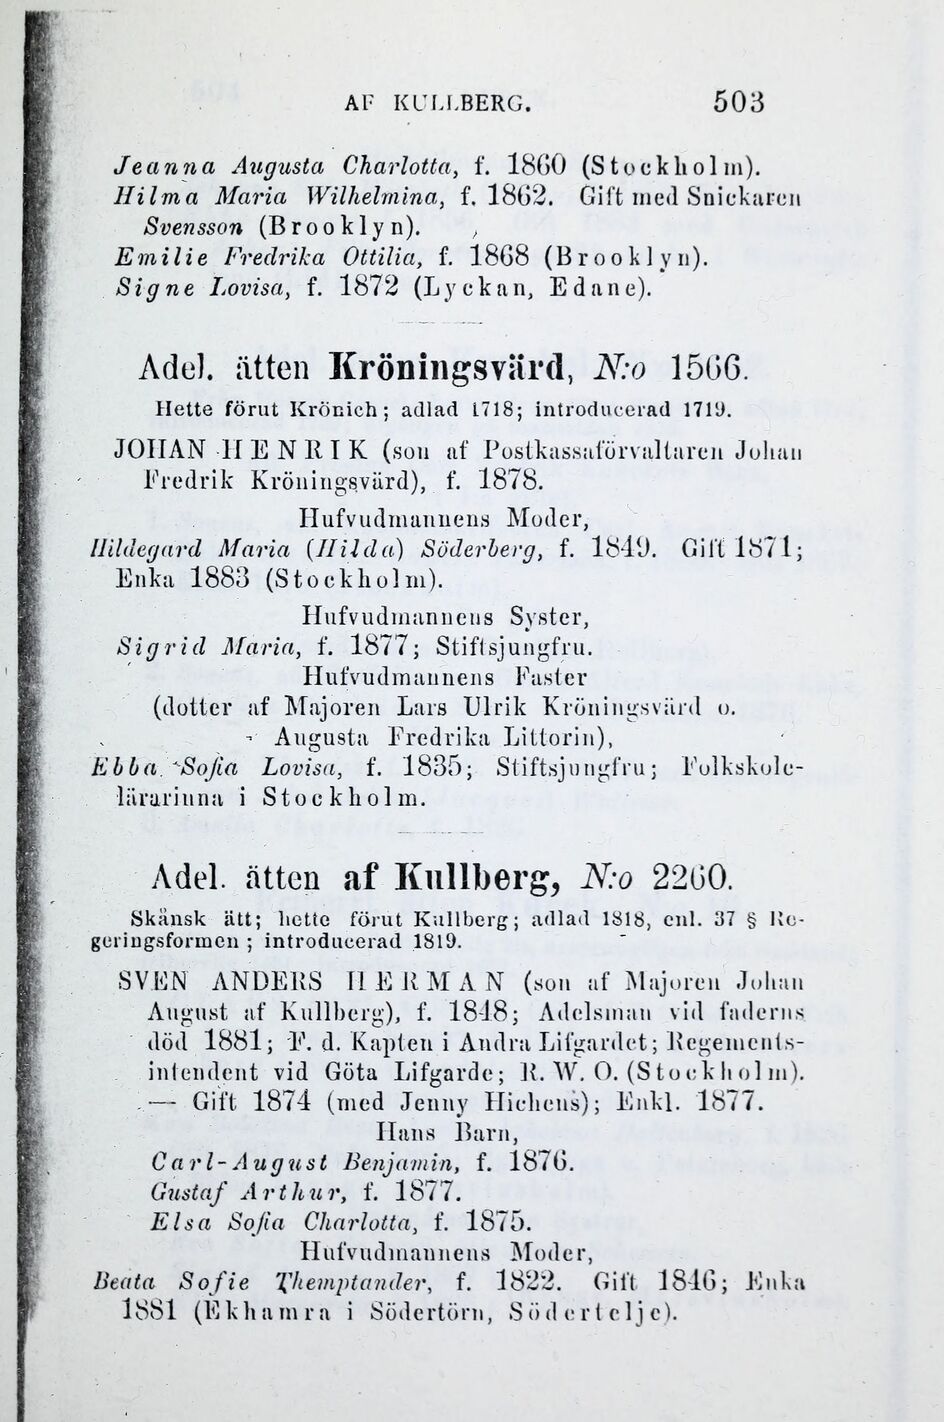 AF KULLBERG. 503
Jeanna Augusta Charlotta, f. 1860 (Stockholm).
Hilma Maria Wilhelmina, f. 1862. Gift med Snickaren
Svensson (Brooklyn).
Emilie Fredrika Ottilia, f. 1868 (Brooklyn).
Signe Lovisa, f. 1872 (Lyckan, Edane).
Adel. ätten Kröningsvärd, N:o 1566.
Hette förut Krönich; adlad 1718; introducerad 1719.
JOHAN HENRIK (son af Postkassaförvaltaren Johan
Fredrik Kröningsvärd), f. 1878.
Hufvudmannens Moder,
Hildegard Maria (Hilda) Söderberg, f. 1849. Gift 1871;
Enka 1883 (Stockholm).
Hufvudmannens Syster,
Sigrid Maria, f. 1877; Stiftsjungfru.
Hufvudmannens Faster
(dotter af Majoren Lars Ulrik Kröningsvärd o.
Augusta Fredrika Littorin),
Ebba Sofia Lovisa, f. 1835; Stiftsjungfru; Folkskole-
lärarinna i Stockholm.
Adel. ätten af Kullberg, N:o 2260.
Skånsk ätt; hette förut Kullberg; adlad 1818, enl. 37 § Re-
geringsformen; introducerad 1819.
SVEN ANDERS HERMAN (son af Majoren Johan
August af Kullberg), f. 1848; Adelsman vid faderns
död 1881; F. d. Kapten i Andra Lifgardet; Regements-
intendent vid Göta Lifgarde; R. W. O. (Stockholm).
— Gift 1874 (med Jenny Hichens); Enkl. 1877.
Hans Barn,
Carl-August Benjamin, f. 1876.
Gustaf Arthur, f. 1877.
Elsa Sofia Charlotta, f. 1875.
Hufvudmannens Moder,
Beata Sofie Themptander, f. 1822. Gift 1846; Enka
1881 (Ekhamra i Södertörn, Södertelje).